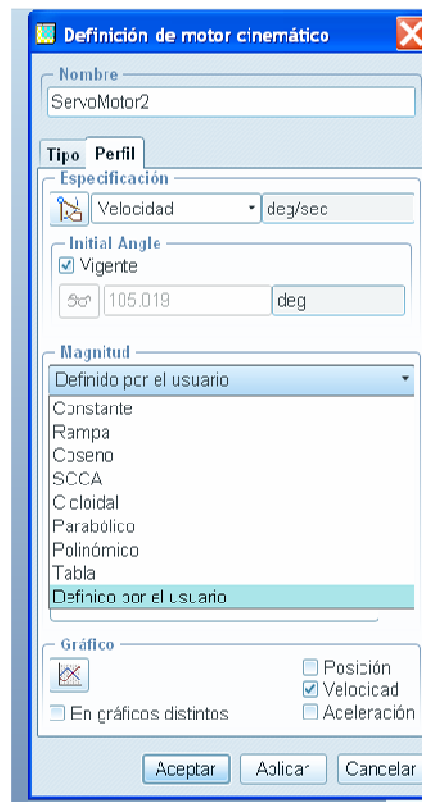 Definición de motor cinemático
Nombre
ServoMotor2
Tipo Perfil
Especificación
Velocidad deg/sec
Initial Angle
Vigente
105.019 deg
Magnitud
Definido por el usuario
Constante
Rampa
Coseno
SCCA
Cicloidal
Parabólico
Polinómico
Tabla
Definido por el usuario
Gráfico
Posición
Velocidad
En gráficos distintos Aceleración
Aceptar Aplicar Cancelar